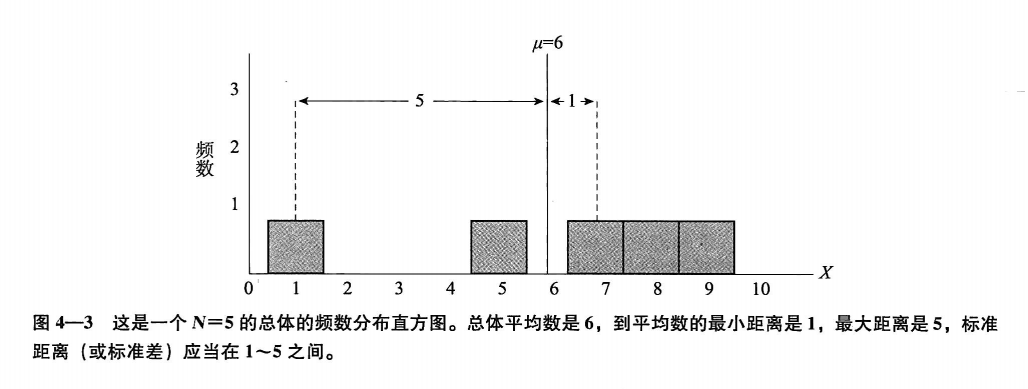 μ=6
3
5
1
频数
2
1
0 1 2 3 4 5 6 7 8 9 10 X
图 4—3 这是一个 N=5 的总体的频数分布直方图。总体平均数是 6，到平均数的最小距离是 1，最大距离是 5，标准
距离（或标准差）应当在 1～5 之间。